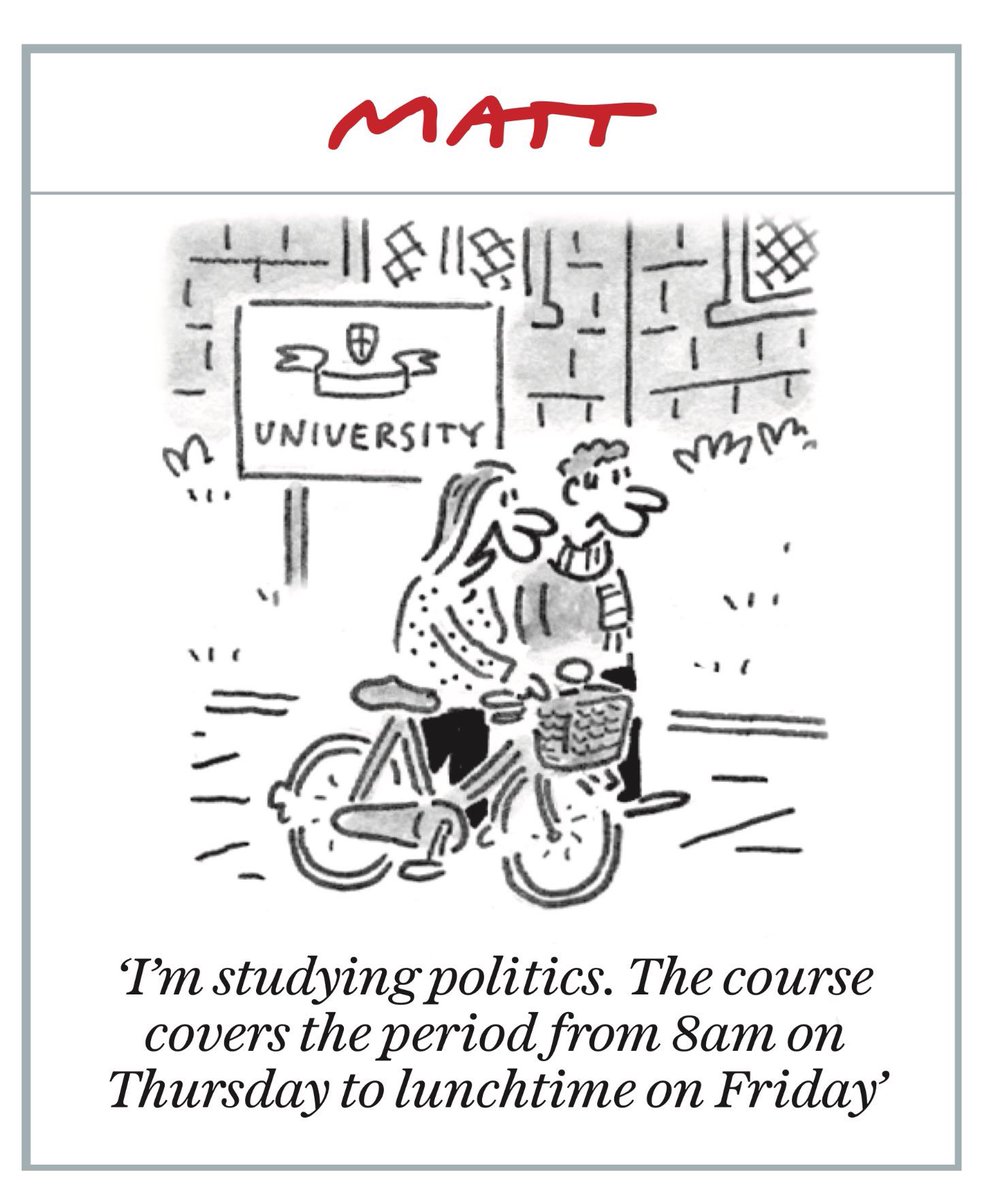 MATT
UNIVERSITY
‘I’m studying politics. The course
covers the period from 8am on
Thursday to lunchtime on Friday’